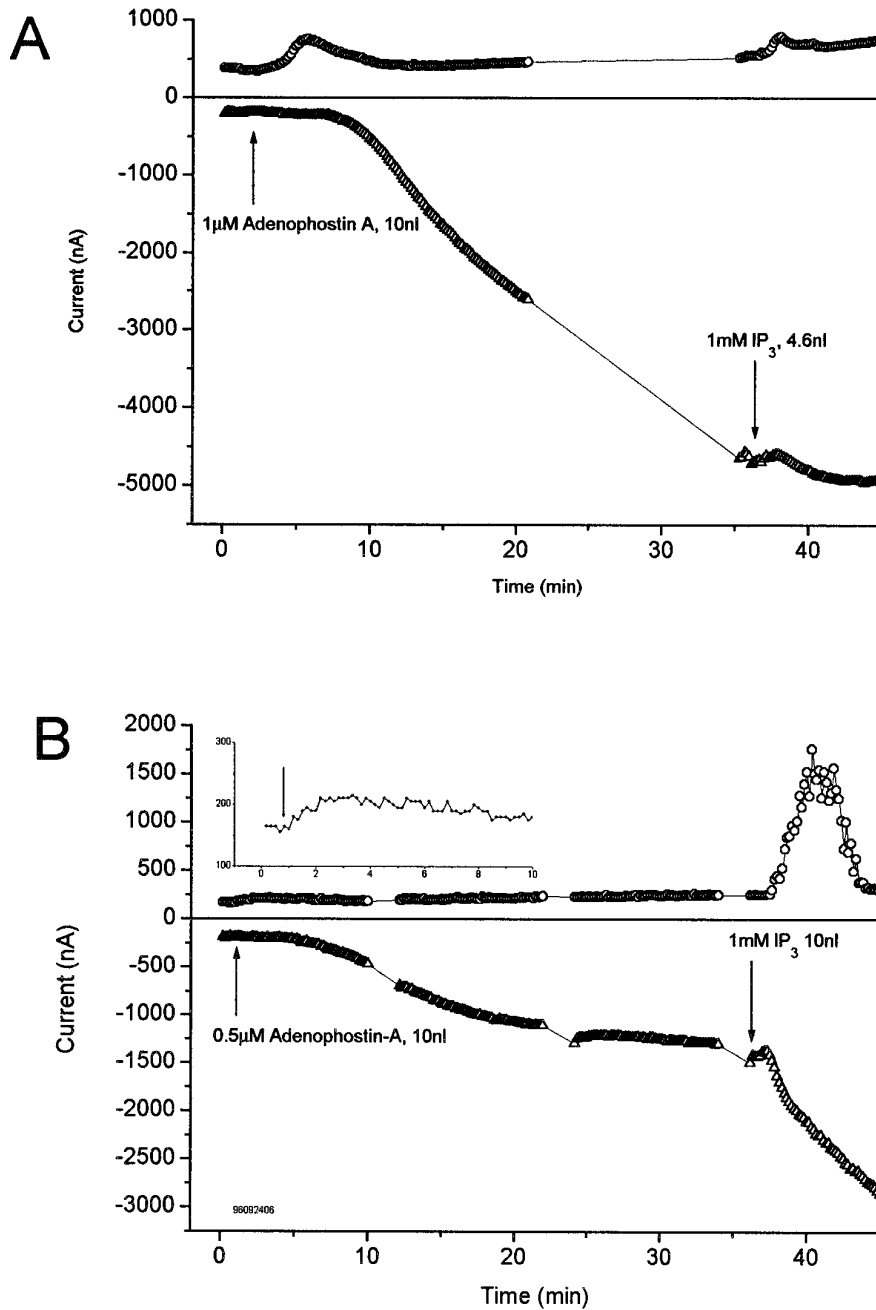 A
1000
0
-1000
-2000
-3000
-4000
-5000
Current (nA)
1µM Adenophostin A, 10nl
1mM IP3, 4.6nl
0 10 20 30 40
Time (min)
B
2000
1500
1000
500
0
-500
-1000
-1500
-2000
-2500
-3000
Current (nA)
300
200
100
0 2 4 6 8 10
0.5µM Adenophostin-A, 10nl
1mM IP3 10nl
96092406
0 10 20 30 40
Time (min)